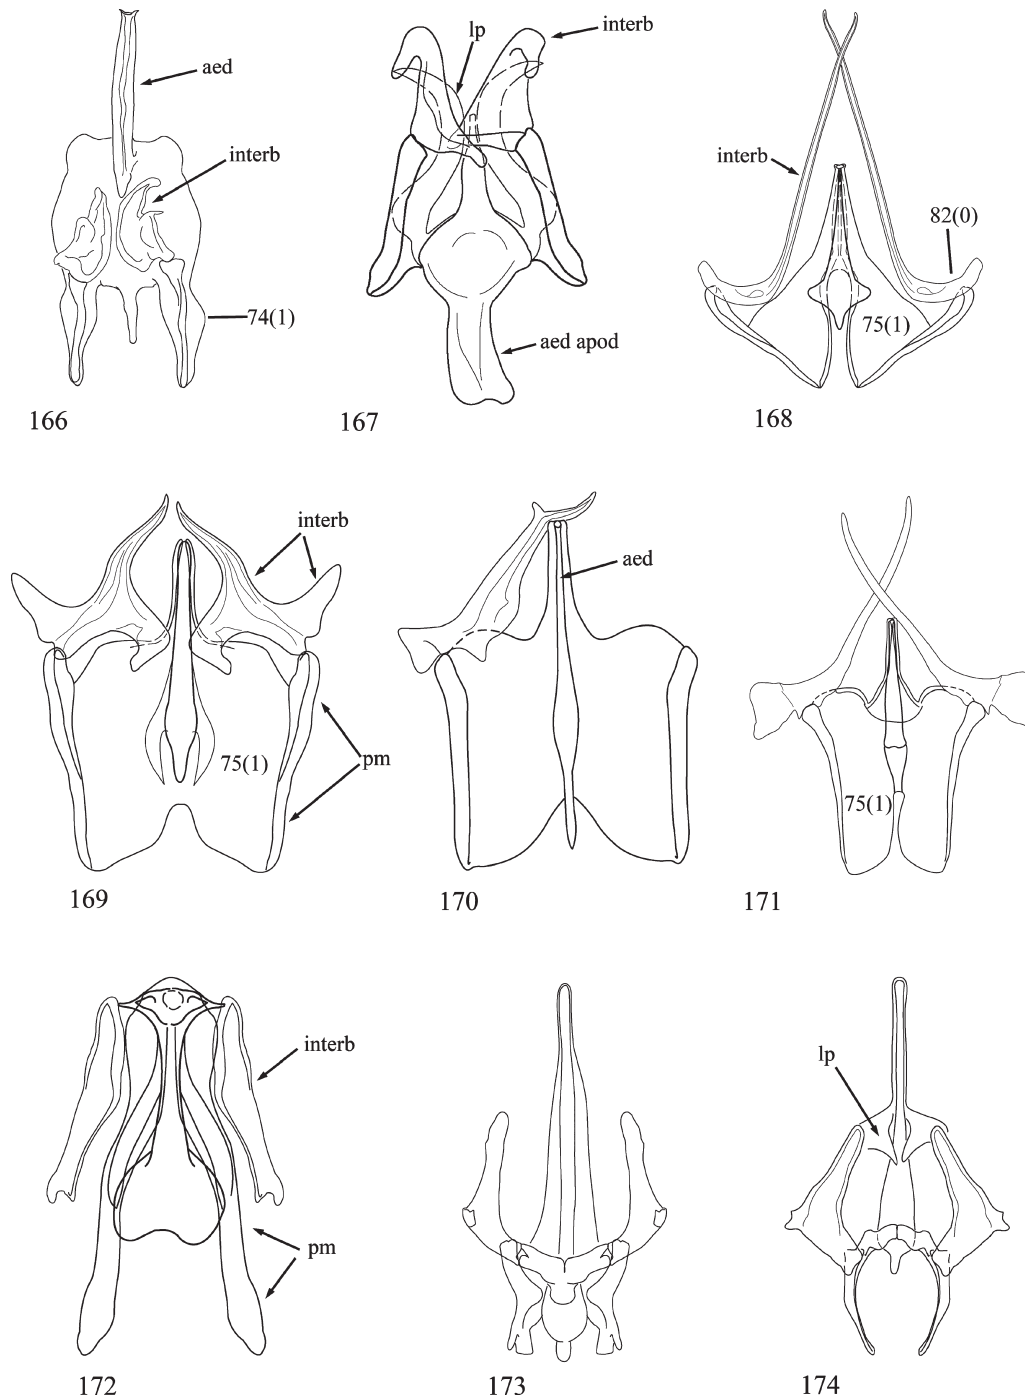 aed
interb
74(1)
166
lp
interb
aed apod
167
interb
82(0)
75(1)
168
interb
75(1)
pm
169
aed
170
75(1)
171
interb
pm
172
173
lp
174